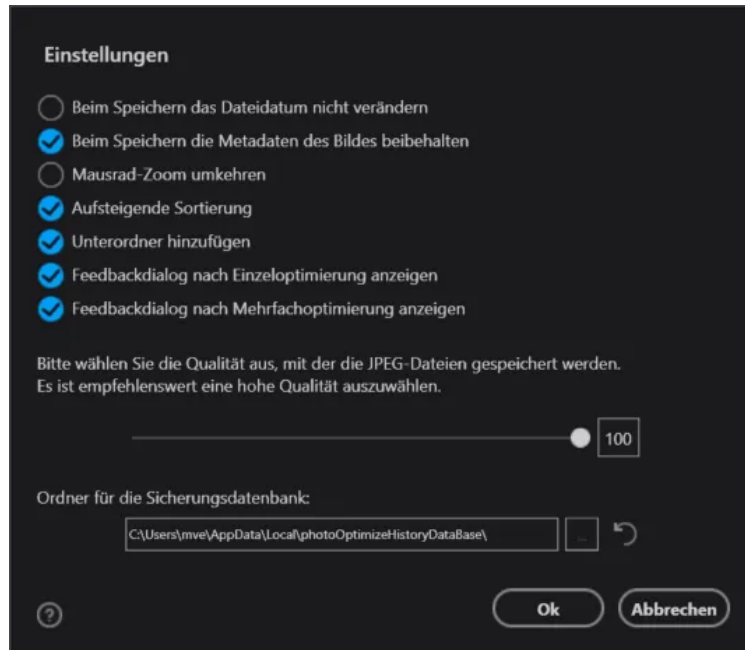 Einstellungen
Beim Speichern das Dateidatum nicht verändern
Beim Speichern die Metadaten des Bildes beibehalten
Mausrad-Zoom umkehren
Aufsteigende Sortierung
Unterordner hinzufügen
Feedbackdialog nach Einzeloptimierung anzeigen
Feedbackdialog nach Mehrfachoptimierung anzeigen
Bitte wählen Sie die Qualität aus, mit der die JPEG-Dateien gespeichert werden.
Es ist empfehlenswert eine hohe Qualität auszuwählen.
100
Ordner für die Sicherungsdatenbank:
C:\Users\mve\AppData\Local\photoOptimizeHistoryDataBase\ ...
? Ok Abbrechen